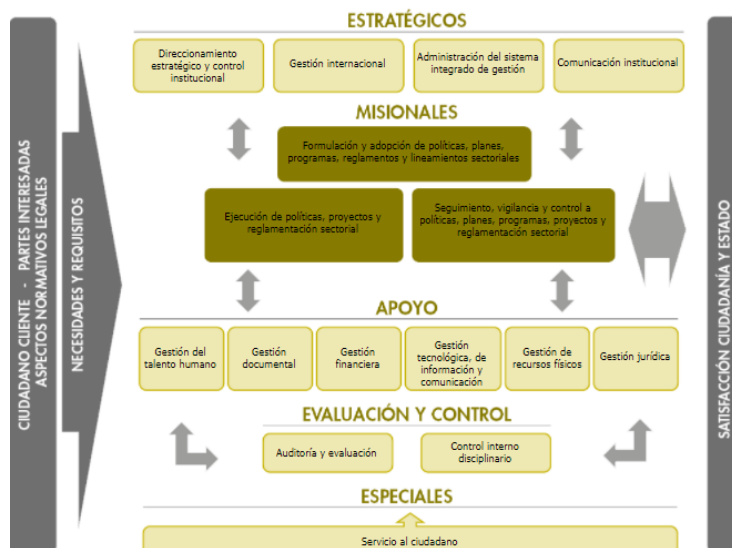 ESTRATÉGICOS
Direccionamiento
estratégico y control
institucional
Gestión internacional
Administración del sistema
integrado de gestión
Comunicación institucional
MISIONALES
Formulación y adopción de políticas, planes,
programas, reglamentos y lineamientos sectoriales
Ejecución de políticas, proyectos y
reglamentación sectorial
Seguimiento, vigilancia y control a
políticas, planes, programas, proyectos y
reglamentación sectorial
CIUDADANO CLIENTE - PARTES INTERESADAS
ASPECTOS NORMATIVOS LEGALES
NECESIDADES Y REQUISITOS
SATISFACCIÓN CIUDADANÍA Y ESTADO
APOYO
Gestión del
talento humano
Gestión
documental
Gestión
financiera
Gestión
tecnológica, de
información y
comunicación
Gestión de
recursos físicos
Gestión jurídica
EVALUACIÓN Y CONTROL
Auditoría y evaluación
Control interno
disciplinario
ESPECIALES
Servicio al ciudadano